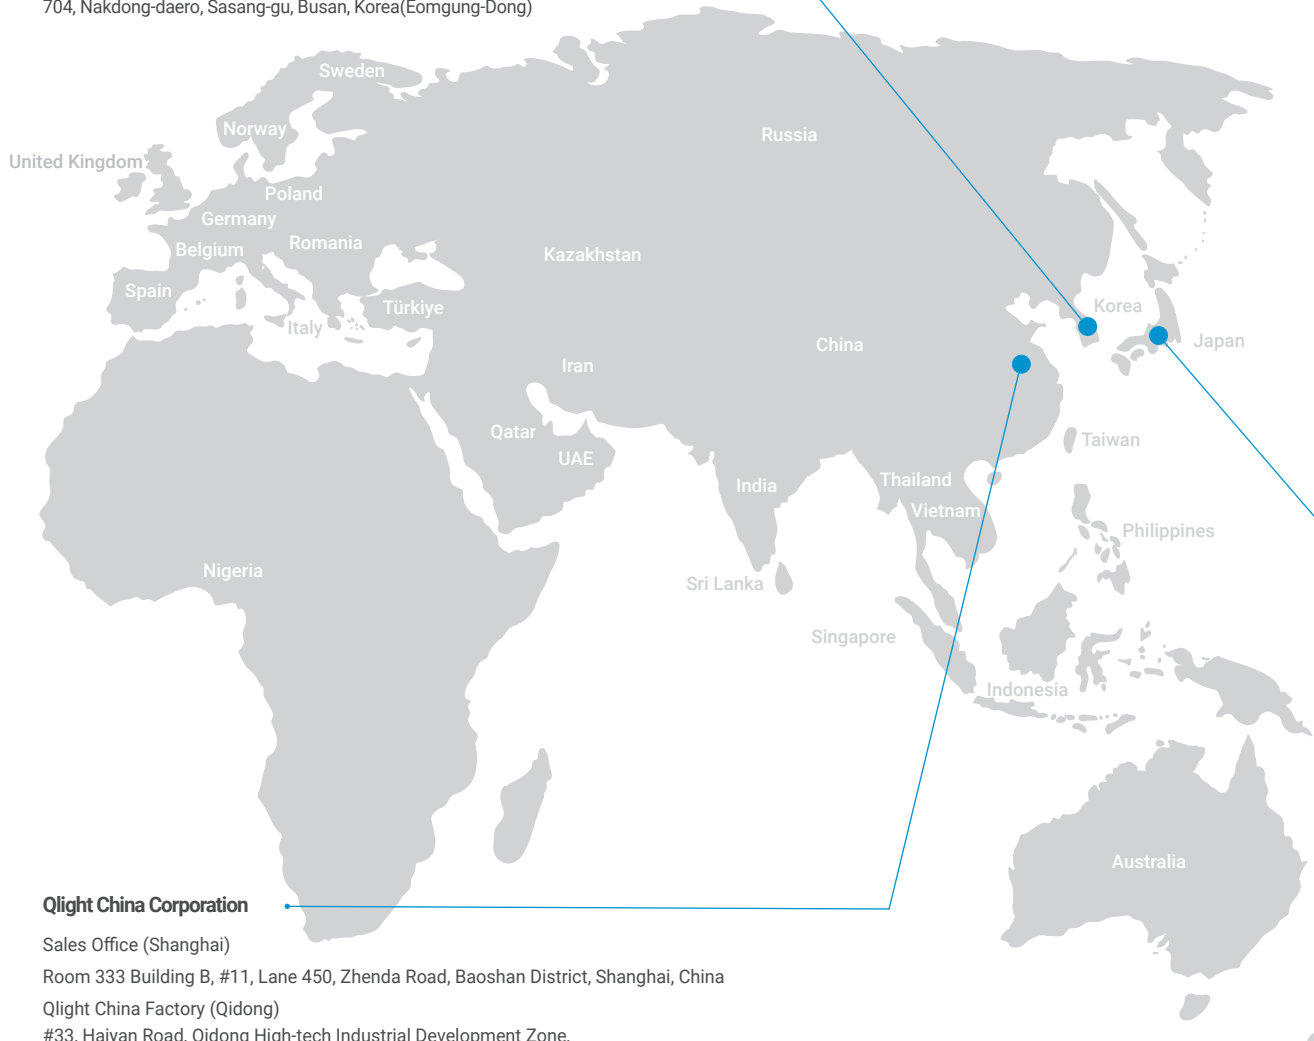 704, Nakdong-daero, Sasang-gu, Busan, Korea(Eomgung-Dong)
Sweden
Norway
Russia
United Kingdom
Poland
Germany
Romania
Belgium
Kazakhstan
Spain
Türkiye
Korea
Italy
Japan
China
Iran
Qatar
Taiwan
UAE
Thailand
India
Vietnam
Philippines
Nigeria
Sri Lanka
Singapore
Indonesia
Australia
Qlight China Corporation
Sales Office (Shanghai)
Room 333 Building B, #11, Lane 450, Zhenda Road, Baoshan District, Shanghai, China
Qlight China Factory (Qidong)
#33, Haiyan Road, Qidong High-tech Industrial Development Zone,